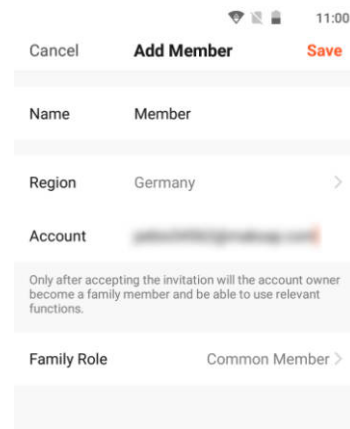 11:00
Cancel Add Member Save
Name Member
Region Germany
Account
Only after accepting the invitation will the account owner
become a family member and be able to use relevant
functions.
Family Role Common Member